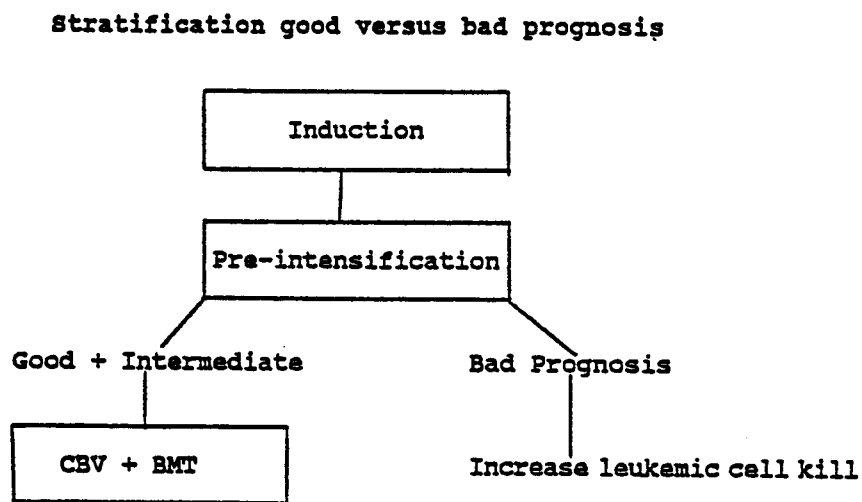 Stratification good versus bad prognosis
Induction
Pre-intensification
Good + Intermediate
Bad Prognosis
CBV + BMT
Increase leukemic cell kill